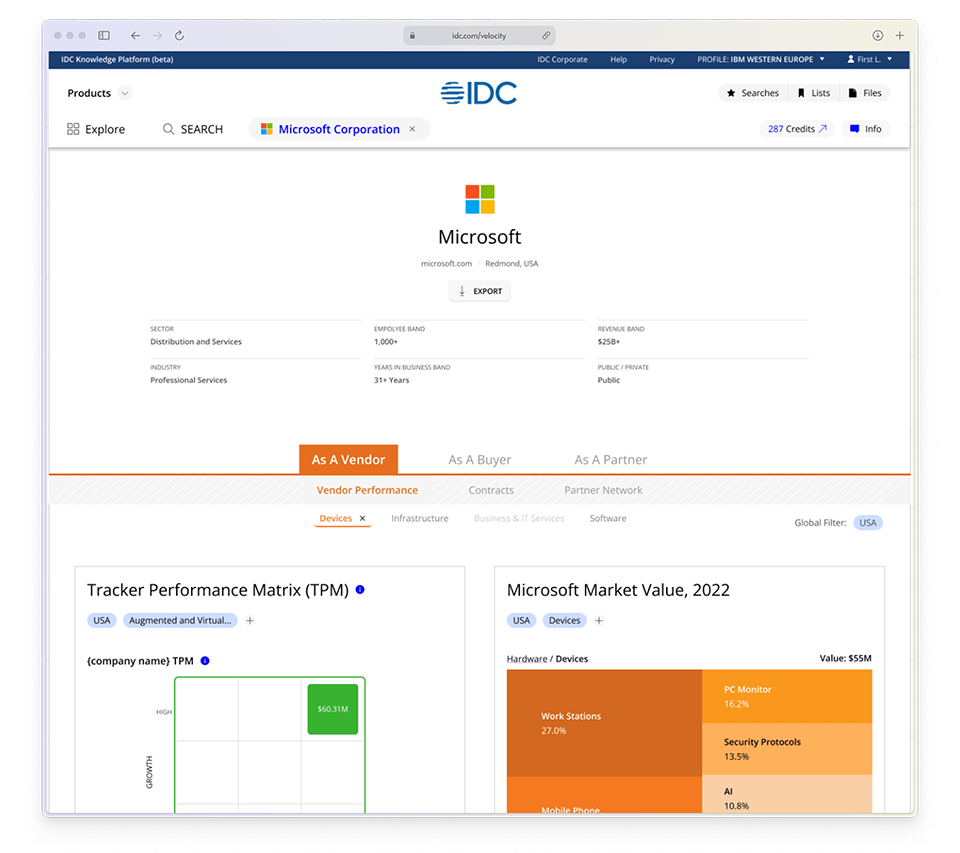 idc.com/velocity
IDC Knowledge Platform (beta) IDC Corporate Help Privacy PROFILE: IBM WESTERN EUROPE First L.
Products IDC Searches Lists Files
Explore SEARCH Microsoft Corporation × 287 Credits Info
Microsoft
microsoft.com / Redmond, USA
EXPORT
SECTOR EMPOLYEE BAND REVENUE BAND
Distribution and Services 1,000+ $25B+
INDUSTRY YEARS IN BUSINESS BAND PUBLIC / PRIVATE
Professional Services 31+ Years Public
As A Vendor As A Buyer As A Partner
Vendor Performance Contracts Partner Network
Devices × Infrastructure Business & IT Services Software
Global Filter: USA
Tracker Performance Matrix (TPM) Microsoft Market Value, 2022
USA Augmented and Virtual... + USA Devices +
{company name} TPM Hardware / Devices Value: $55M
HIGH $60.31M
GROWTH
Work Stations
27.0%
PC Monitor
16.2%
Security Protocols
13.5%
AI
10.8%
Mobile Phone